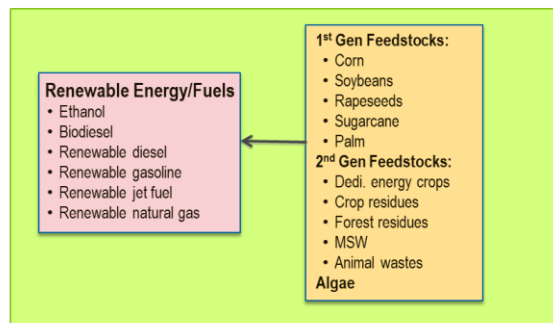 Renewable Energy/Fuels
• Ethanol
• Biodiesel
• Renewable diesel
• Renewable gasoline
• Renewable jet fuel
• Renewable natural gas
1st Gen Feedstocks:
• Corn
• Soybeans
• Rapeseeds
• Sugarcane
• Palm
2nd Gen Feedstocks:
• Dedi. energy crops
• Crop residues
• Forest residues
• MSW
• Animal wastes
Algae